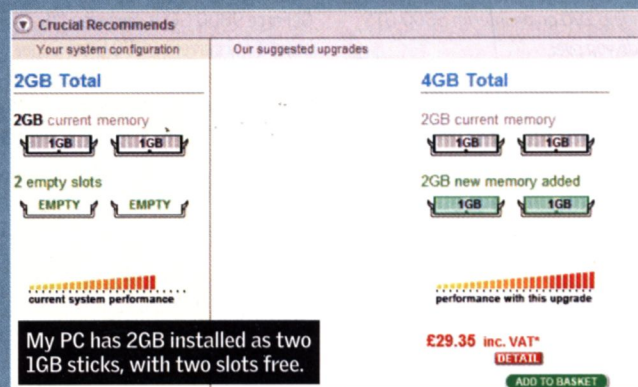 Crucial Recommends
Your system configuration
Our suggested upgrades
2GB Total
2GB current memory
1GB 1GB
2 empty slots
EMPTY EMPTY
current system performance
4GB Total
2GB current memory
1GB 1GB
2GB new memory added
1GB 1GB
performance with this upgrade
£29.35 inc. VAT*
DETAIL
ADD TO BASKET
My PC has 2GB installed as two
1GB sticks, with two slots free.